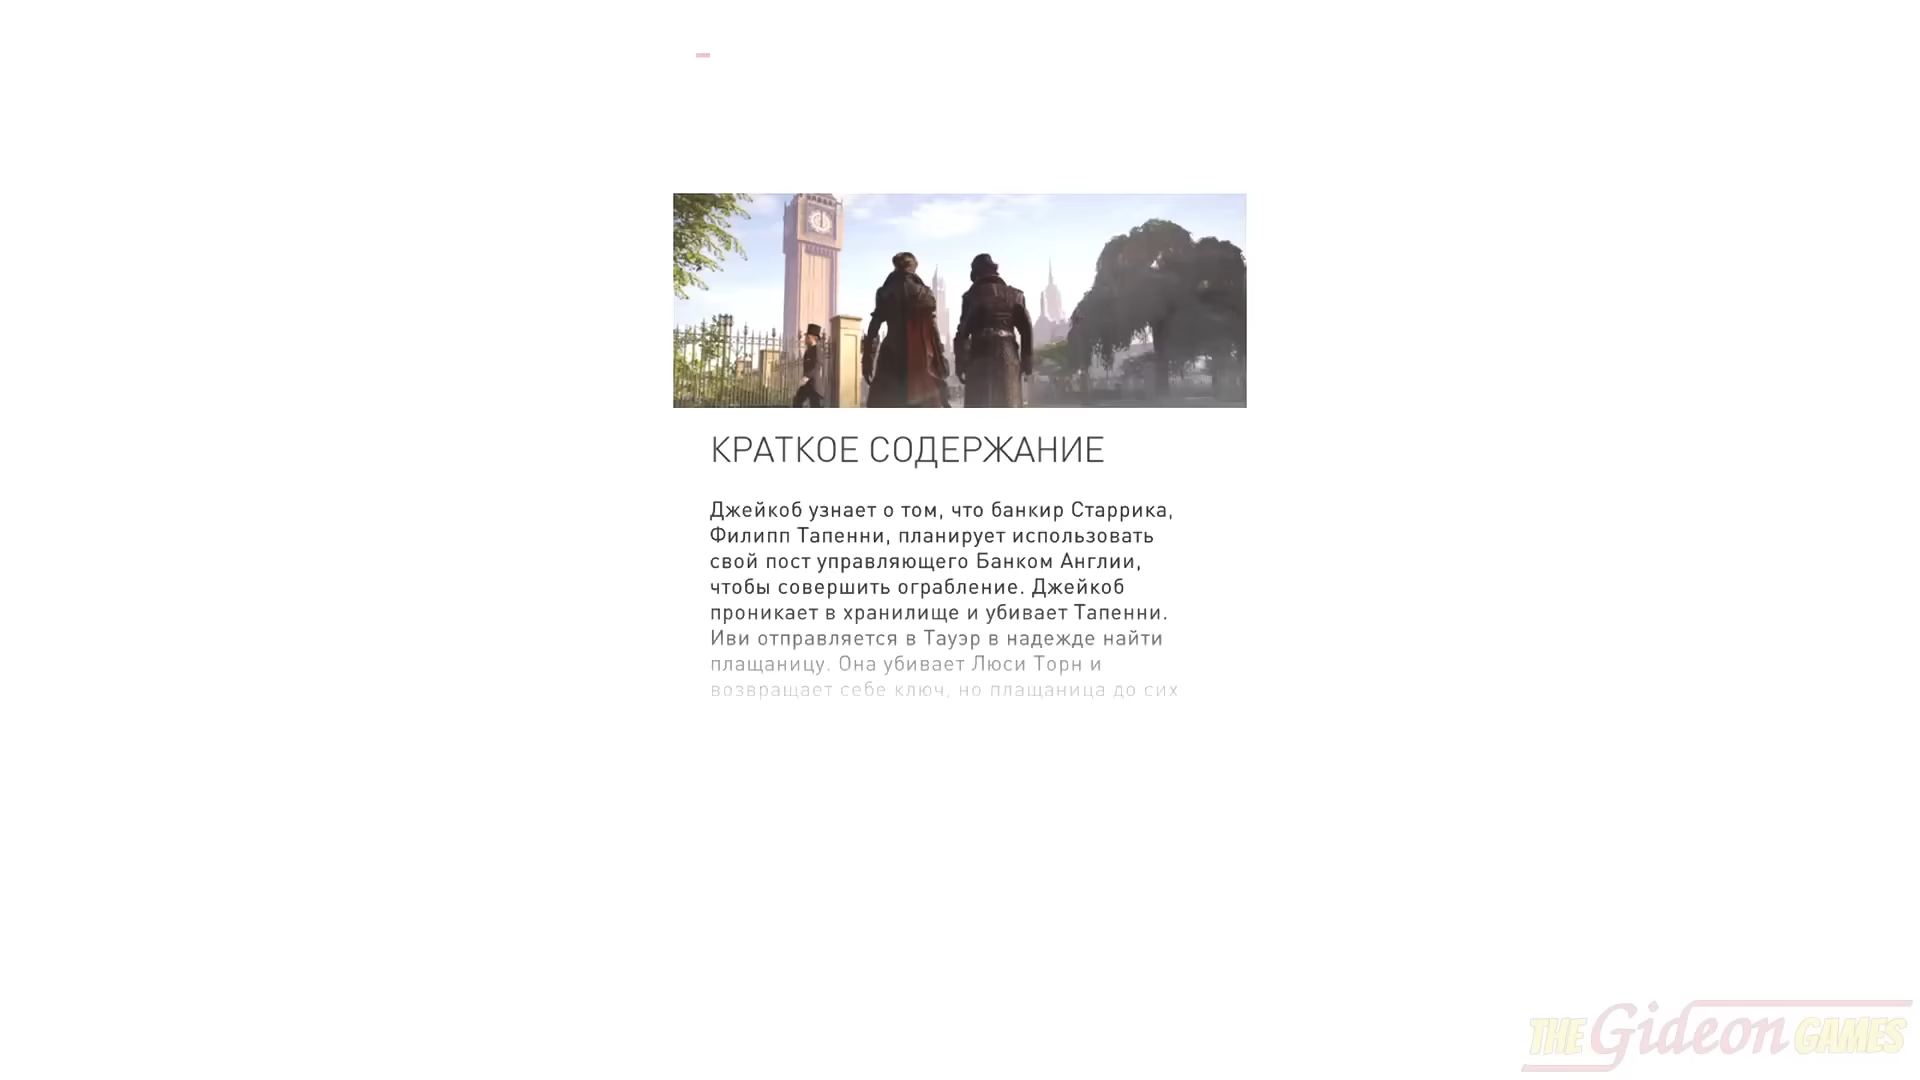 КРАТКОЕ СОДЕРЖАНИЕ
Джейкоб узнает о том, что банкир Старрика,
Филипп Тапенни, планирует использовать
свой пост управляющего Банком Англии,
чтобы совершить ограбление. Джейкоб
проникает в хранилище и убивает Тапенни.
Иви отправляется в Тауэр в надежде найти
плащаницу. Она убивает Люси Торн и
возвращает себе ключ, но плащаница до сих
THE Gideon GAMES